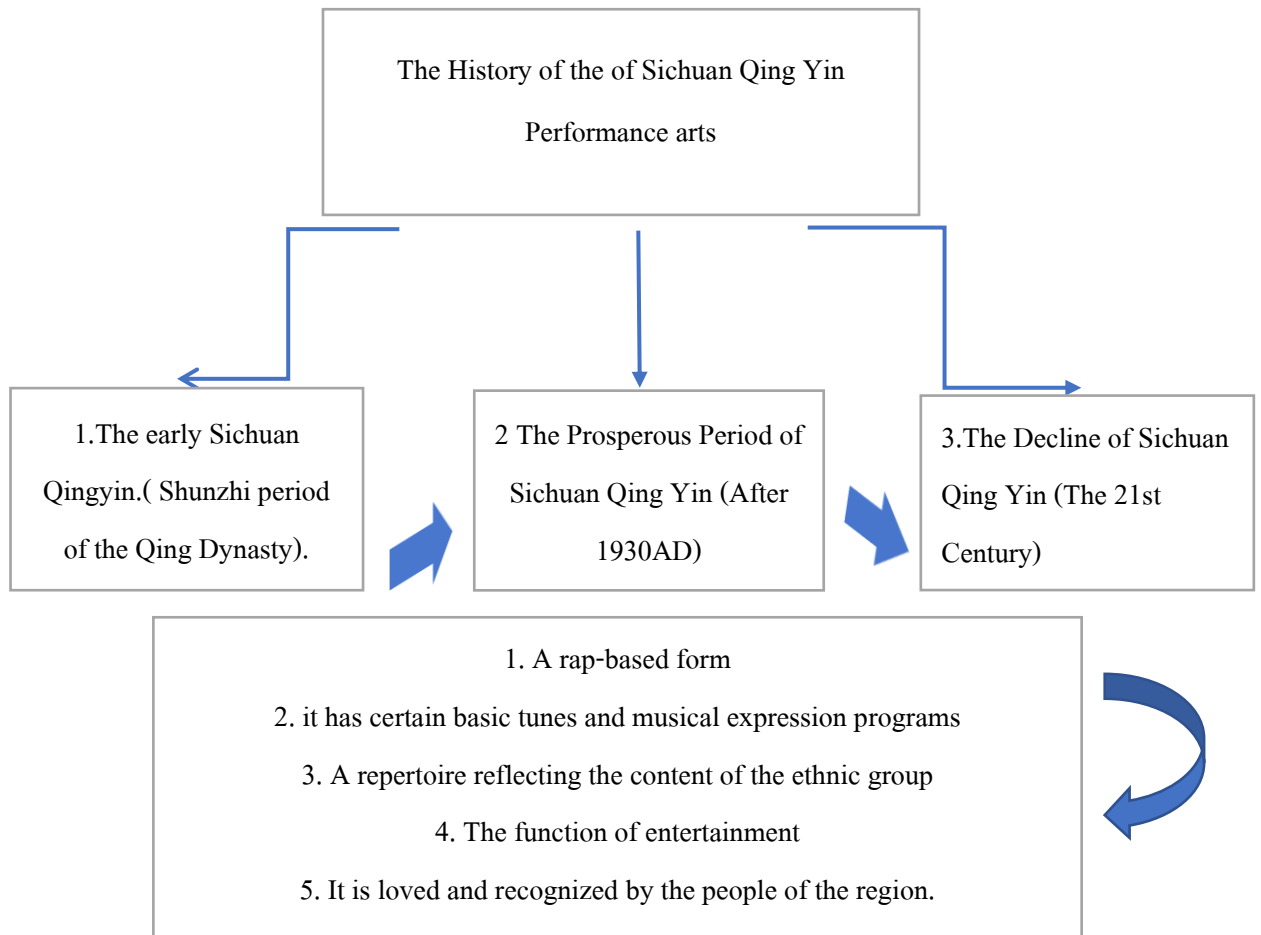 The History of the of Sichuan Qing Yin
Performance arts
1.The early Sichuan
Qingyin.( Shunzhi period
of the Qing Dynasty).
2 The Prosperous Period of
Sichuan Qing Yin (After
1930AD)
3.The Decline of Sichuan
Qing Yin (The 21st
Century)
1. A rap-based form
2. it has certain basic tunes and musical expression programs
3. A repertoire reflecting the content of the ethnic group
4. The function of entertainment
5. It is loved and recognized by the people of the region.